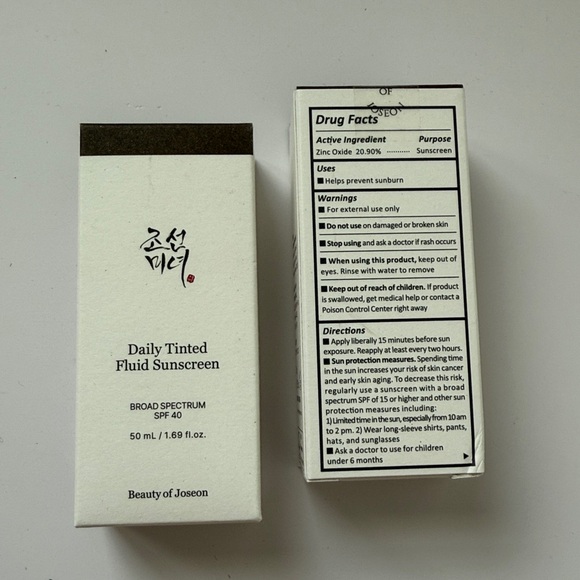 조선
미녀
Daily Tinted
Fluid Sunscreen
BROAD SPECTRUM
SPF 40
50 mL / 1.69 fl.oz.
Beauty of Joseon
OF
JOSEON
Drug Facts
Active Ingredient Purpose
Zinc Oxide 20.90% ············ Sunscreen
Uses
■ Helps prevent sunburn
Warnings
■ For external use only
■ Do not use on damaged or broken skin
■ Stop using and ask a doctor if rash occurs
■ When using this product, keep out of
eyes. Rinse with water to remove
■ Keep out of reach of children. If product
is swallowed, get medical help or contact a
Poison Control Center right away
Directions
■ Apply liberally 15 minutes before sun
exposure. Reapply at least every two hours.
■ Sun protection measures. Spending time
in the sun increases your risk of skin cancer
and early skin aging. To decrease this risk,
regularly use a sunscreen with a broad
spectrum SPF of 15 or higher and other sun
protection measures including:
1) Limited time in the sun, especially from 10 am
to 2 pm. 2) Wear long-sleeve shirts, pants,
hats, and sunglasses
■ Ask a doctor to use for children
under 6 months